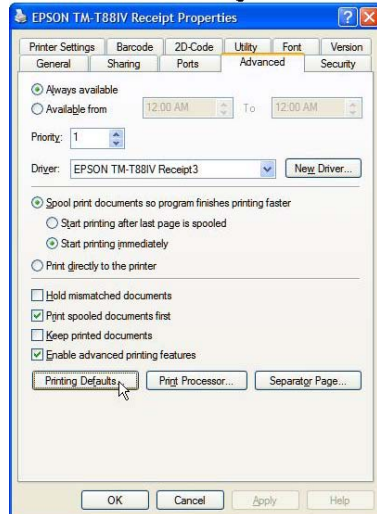 EPSON TM-T88IV Receipt Properties
Printer Settings Barcode 2D-Code Utility Font Version
General Sharing Ports Advanced Security
Always available
Available from 12:00 AM To 12:00 AM
Priority: 1
Driver: EPSON TM-T88IV Receipt3 New Driver...
Spool print documents so program finishes printing faster
Start printing after last page is spooled
Start printing immediately
Print directly to the printer
Hold mismatched documents
Print spooled documents first
Keep printed documents
Enable advanced printing features
Printing Defaults... Print Processor... Separator Page...
OK Cancel Apply Help